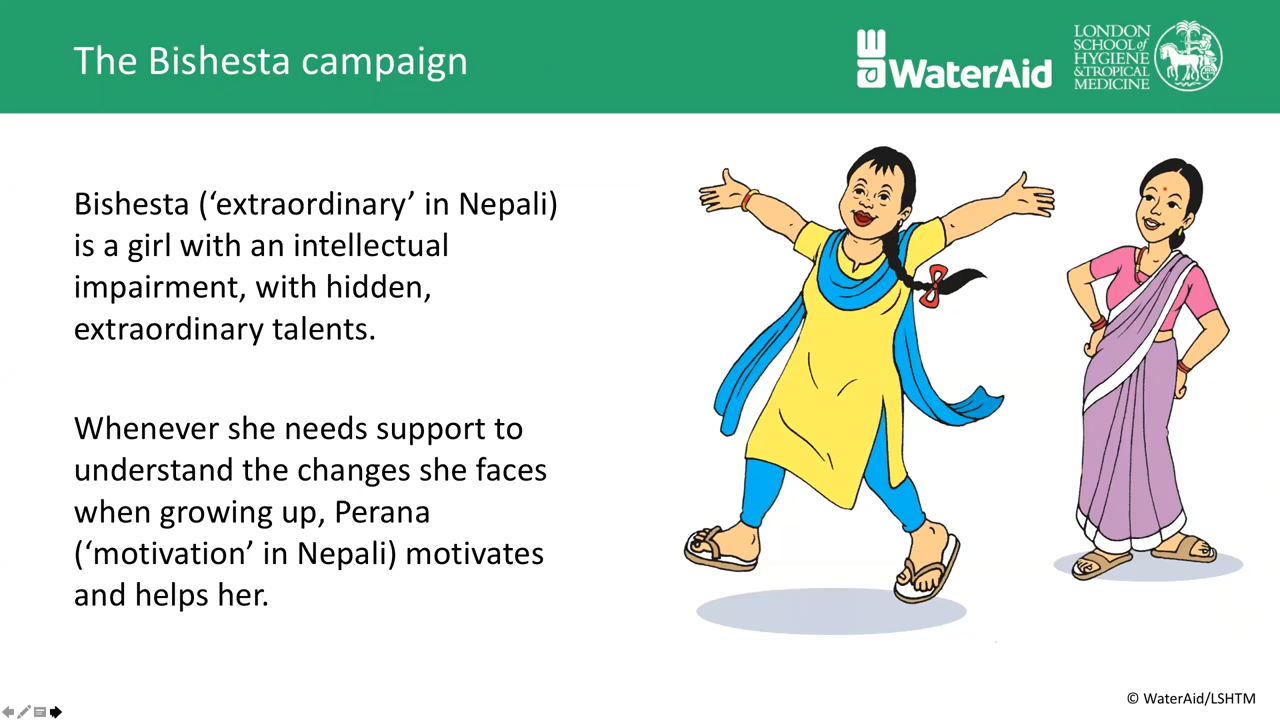 The Bishesta campaign
WaterAid
LONDON
SCHOOL of
HYGIENE
& TROPICAL
MEDICINE
Bishesta (‘extraordinary’ in Nepali)
is a girl with an intellectual
impairment, with hidden,
extraordinary talents.
Whenever she needs support to
understand the changes she faces
when growing up, Perana
(‘motivation’ in Nepali) motivates
and helps her.
© WaterAid/LSHTM